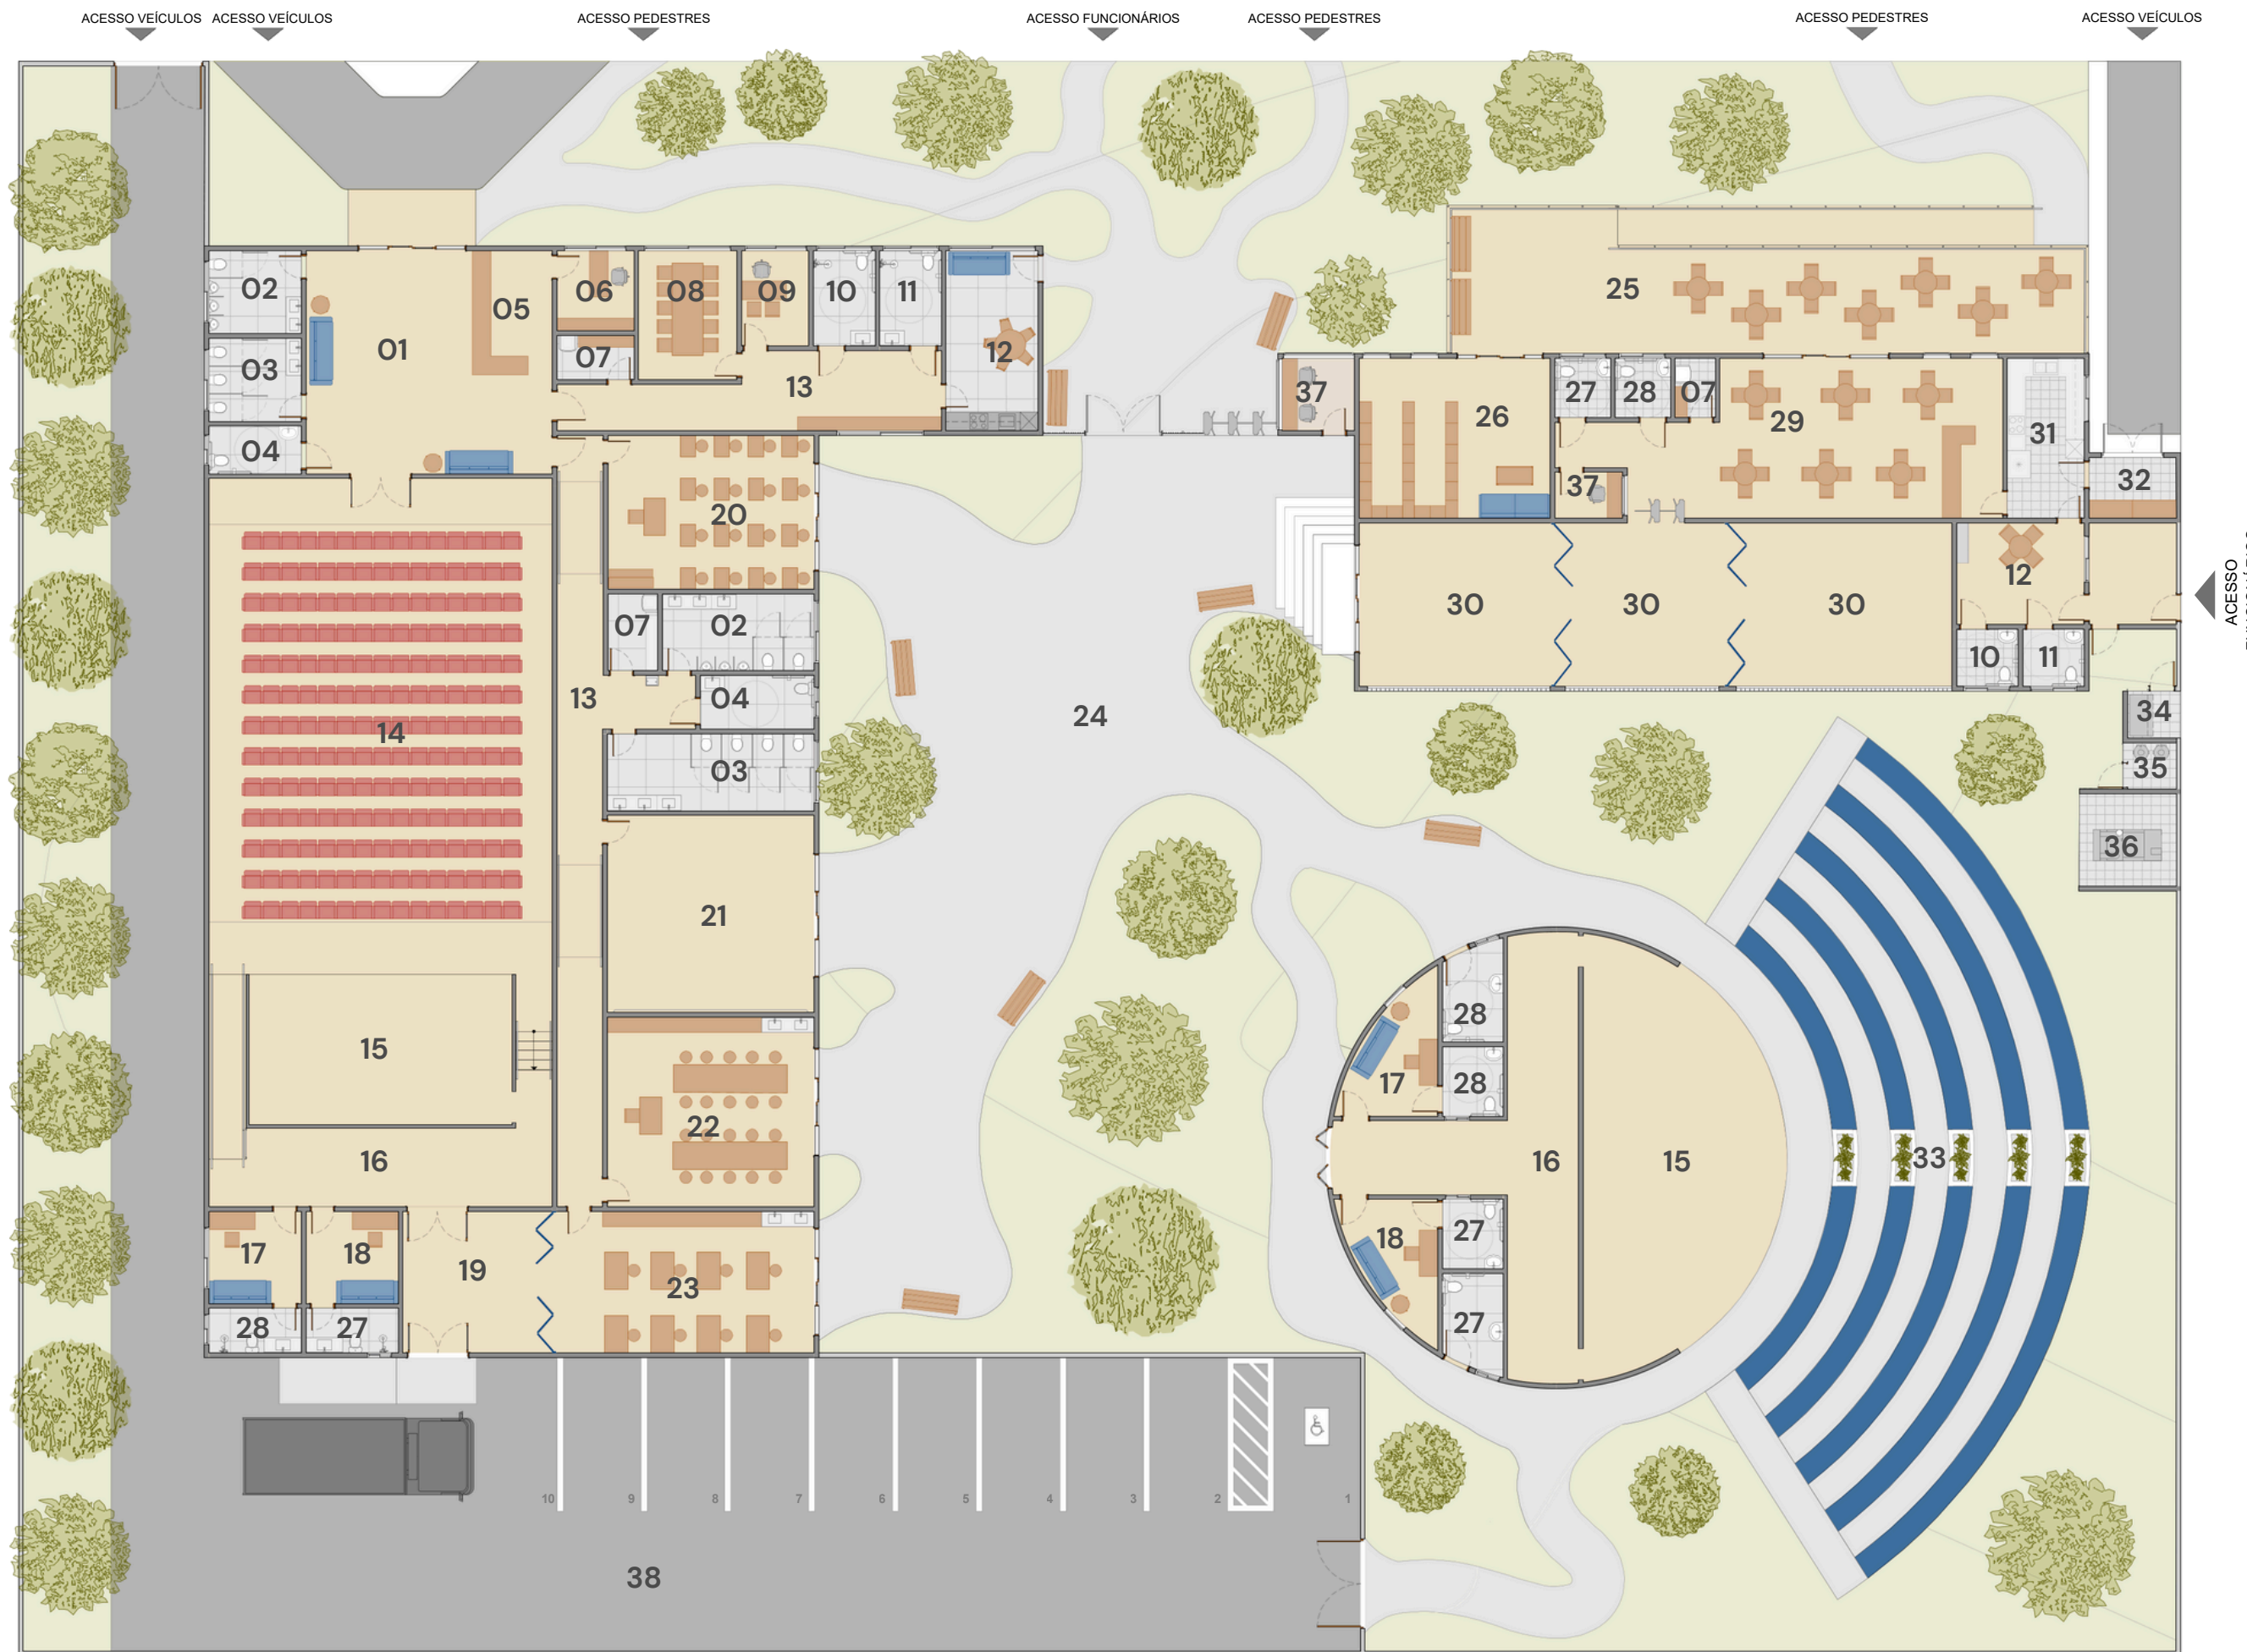 ACESSO VEÍCULOS ACESSO VEÍCULOS ACESSO PEDESTRES ACESSO FUNCIONÁRIOS ACESSO PEDESTRES ACESSO PEDESTRES ACESSO VEÍCULOS
02 01 05 06 08 09 10 11 12 25
03 07 13 37 26 27 28 07 29 31
04 37 32
20 30 30 30 12
ACESSO
07 02 10 11
13 04 24 34
14 03 35
36
21
15 28
17 28
22
16 16 15 33
17 18 19 23 18 27
28 27 27
10 9 8 7 6 5 4 3 2 1
38